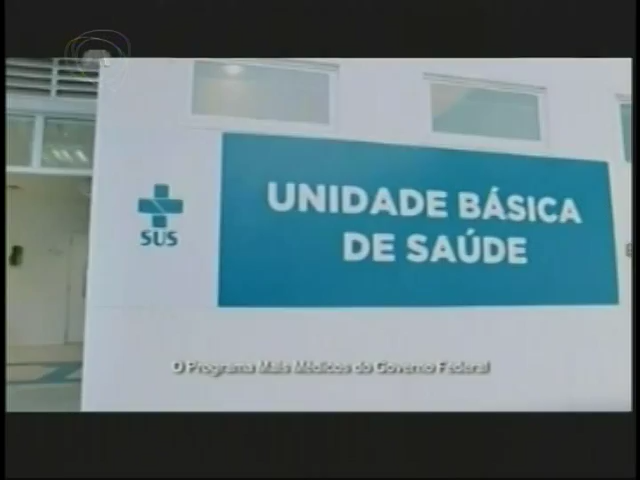 UNIDADE BÁSICA
DE SAÚDE
SUS
O Programa Mais Médicos do Governo Federal